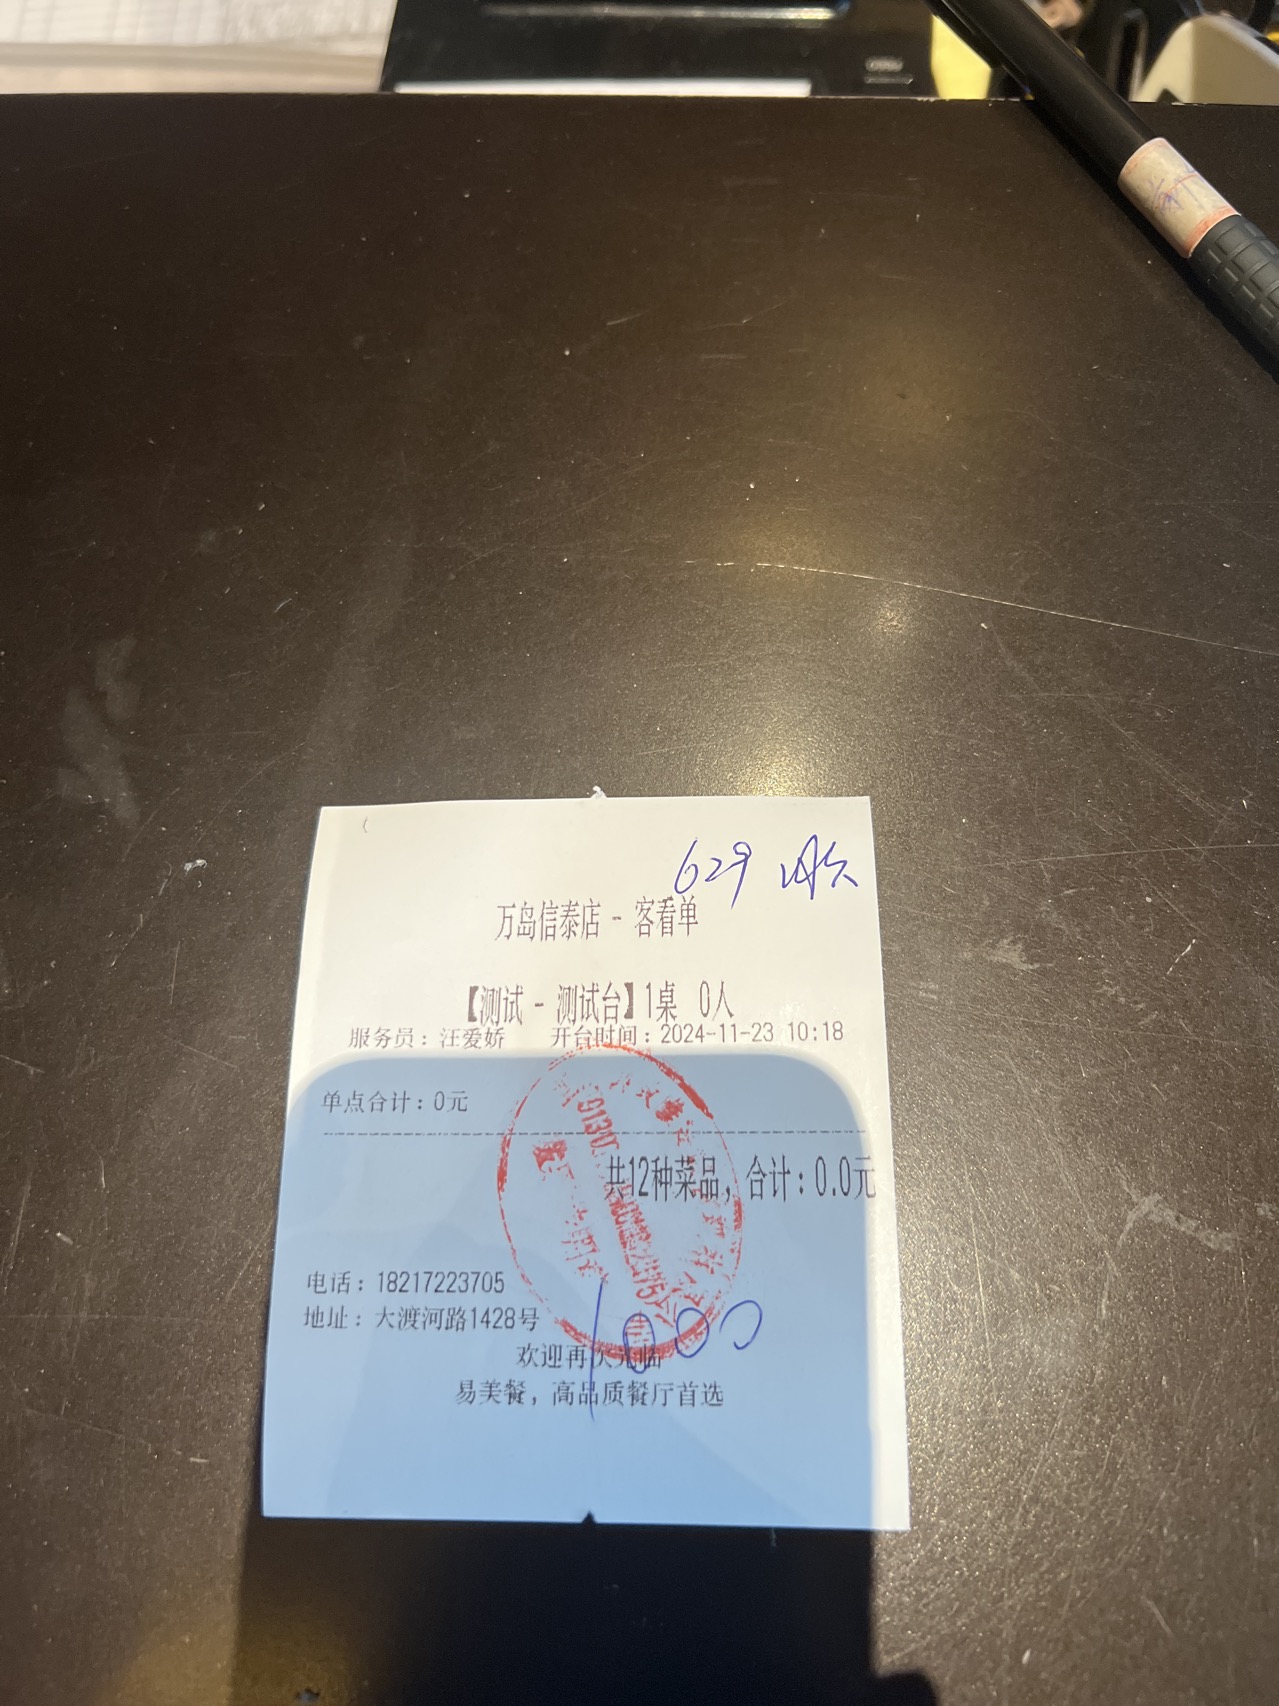 629
万岛信泰店 - 客看单
【测试 - 测试台】1桌 0人
服务员：汪爱娇 开台时间：2024-11-23 10:18
单点合计：0元
共12种菜品，合计：0.0元
电话：18217223705
地址：大渡河路1428号
1000
欢迎再次光临
易美餐，高品质餐厅首选